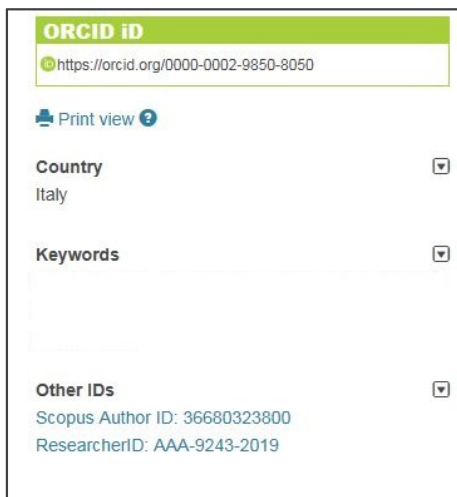 ORCID iD
https://orcid.org/0000-0002-9850-8050
Print view
Country
Italy
Keywords
Other IDs
Scopus Author ID: 36680323800
ResearcherID: AAA-9243-2019